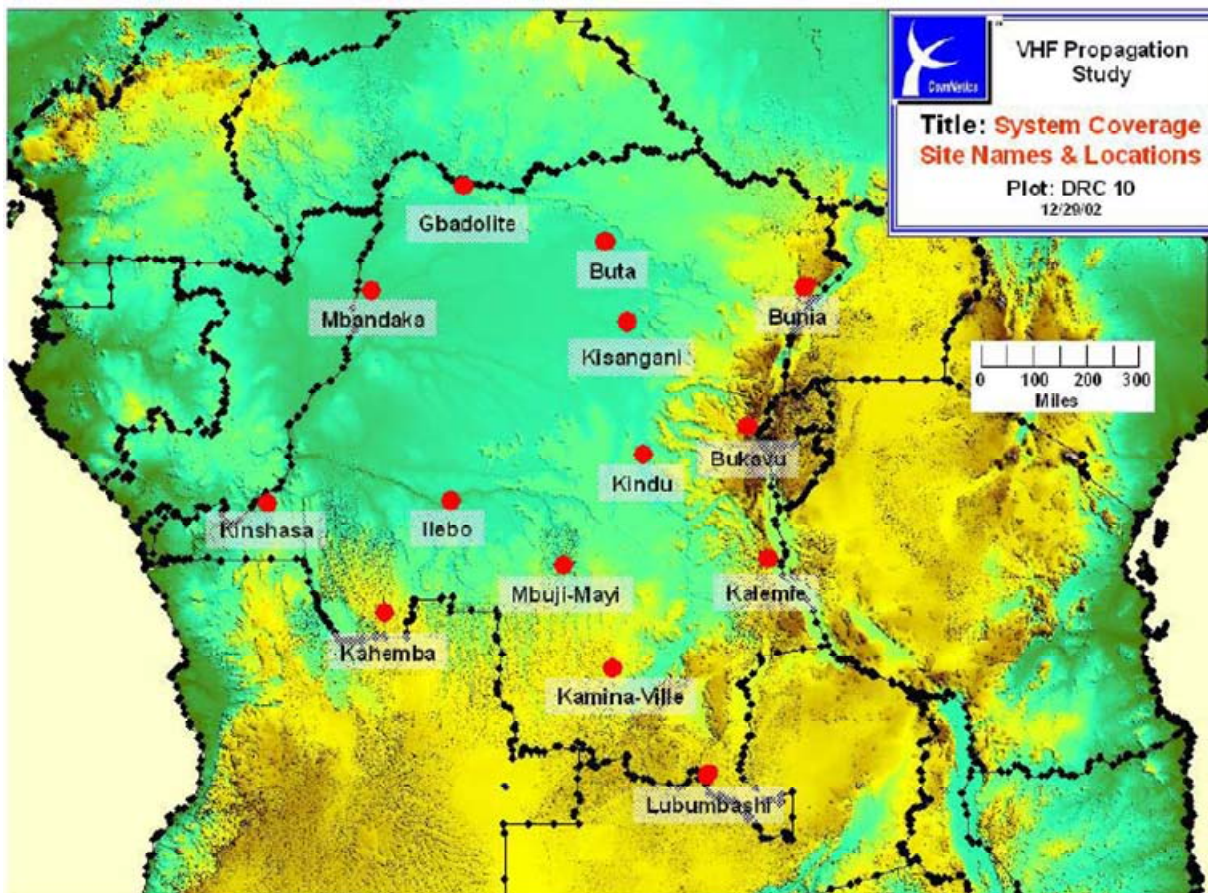 ComNetics
VHF Propagation
Study
Title: System Coverage
Site Names & Locations
Plot: DRC 10
12/29/02
Gbadolite
Buta
Mbandaka
Bunia
Kisangani
0 100 200 300
Miles
Bukavu
Kindu
Kinshasa
Ilebo
Mbuji-Mayi
Kalemie
Kahemba
Kamina-Ville
Lubumbashi